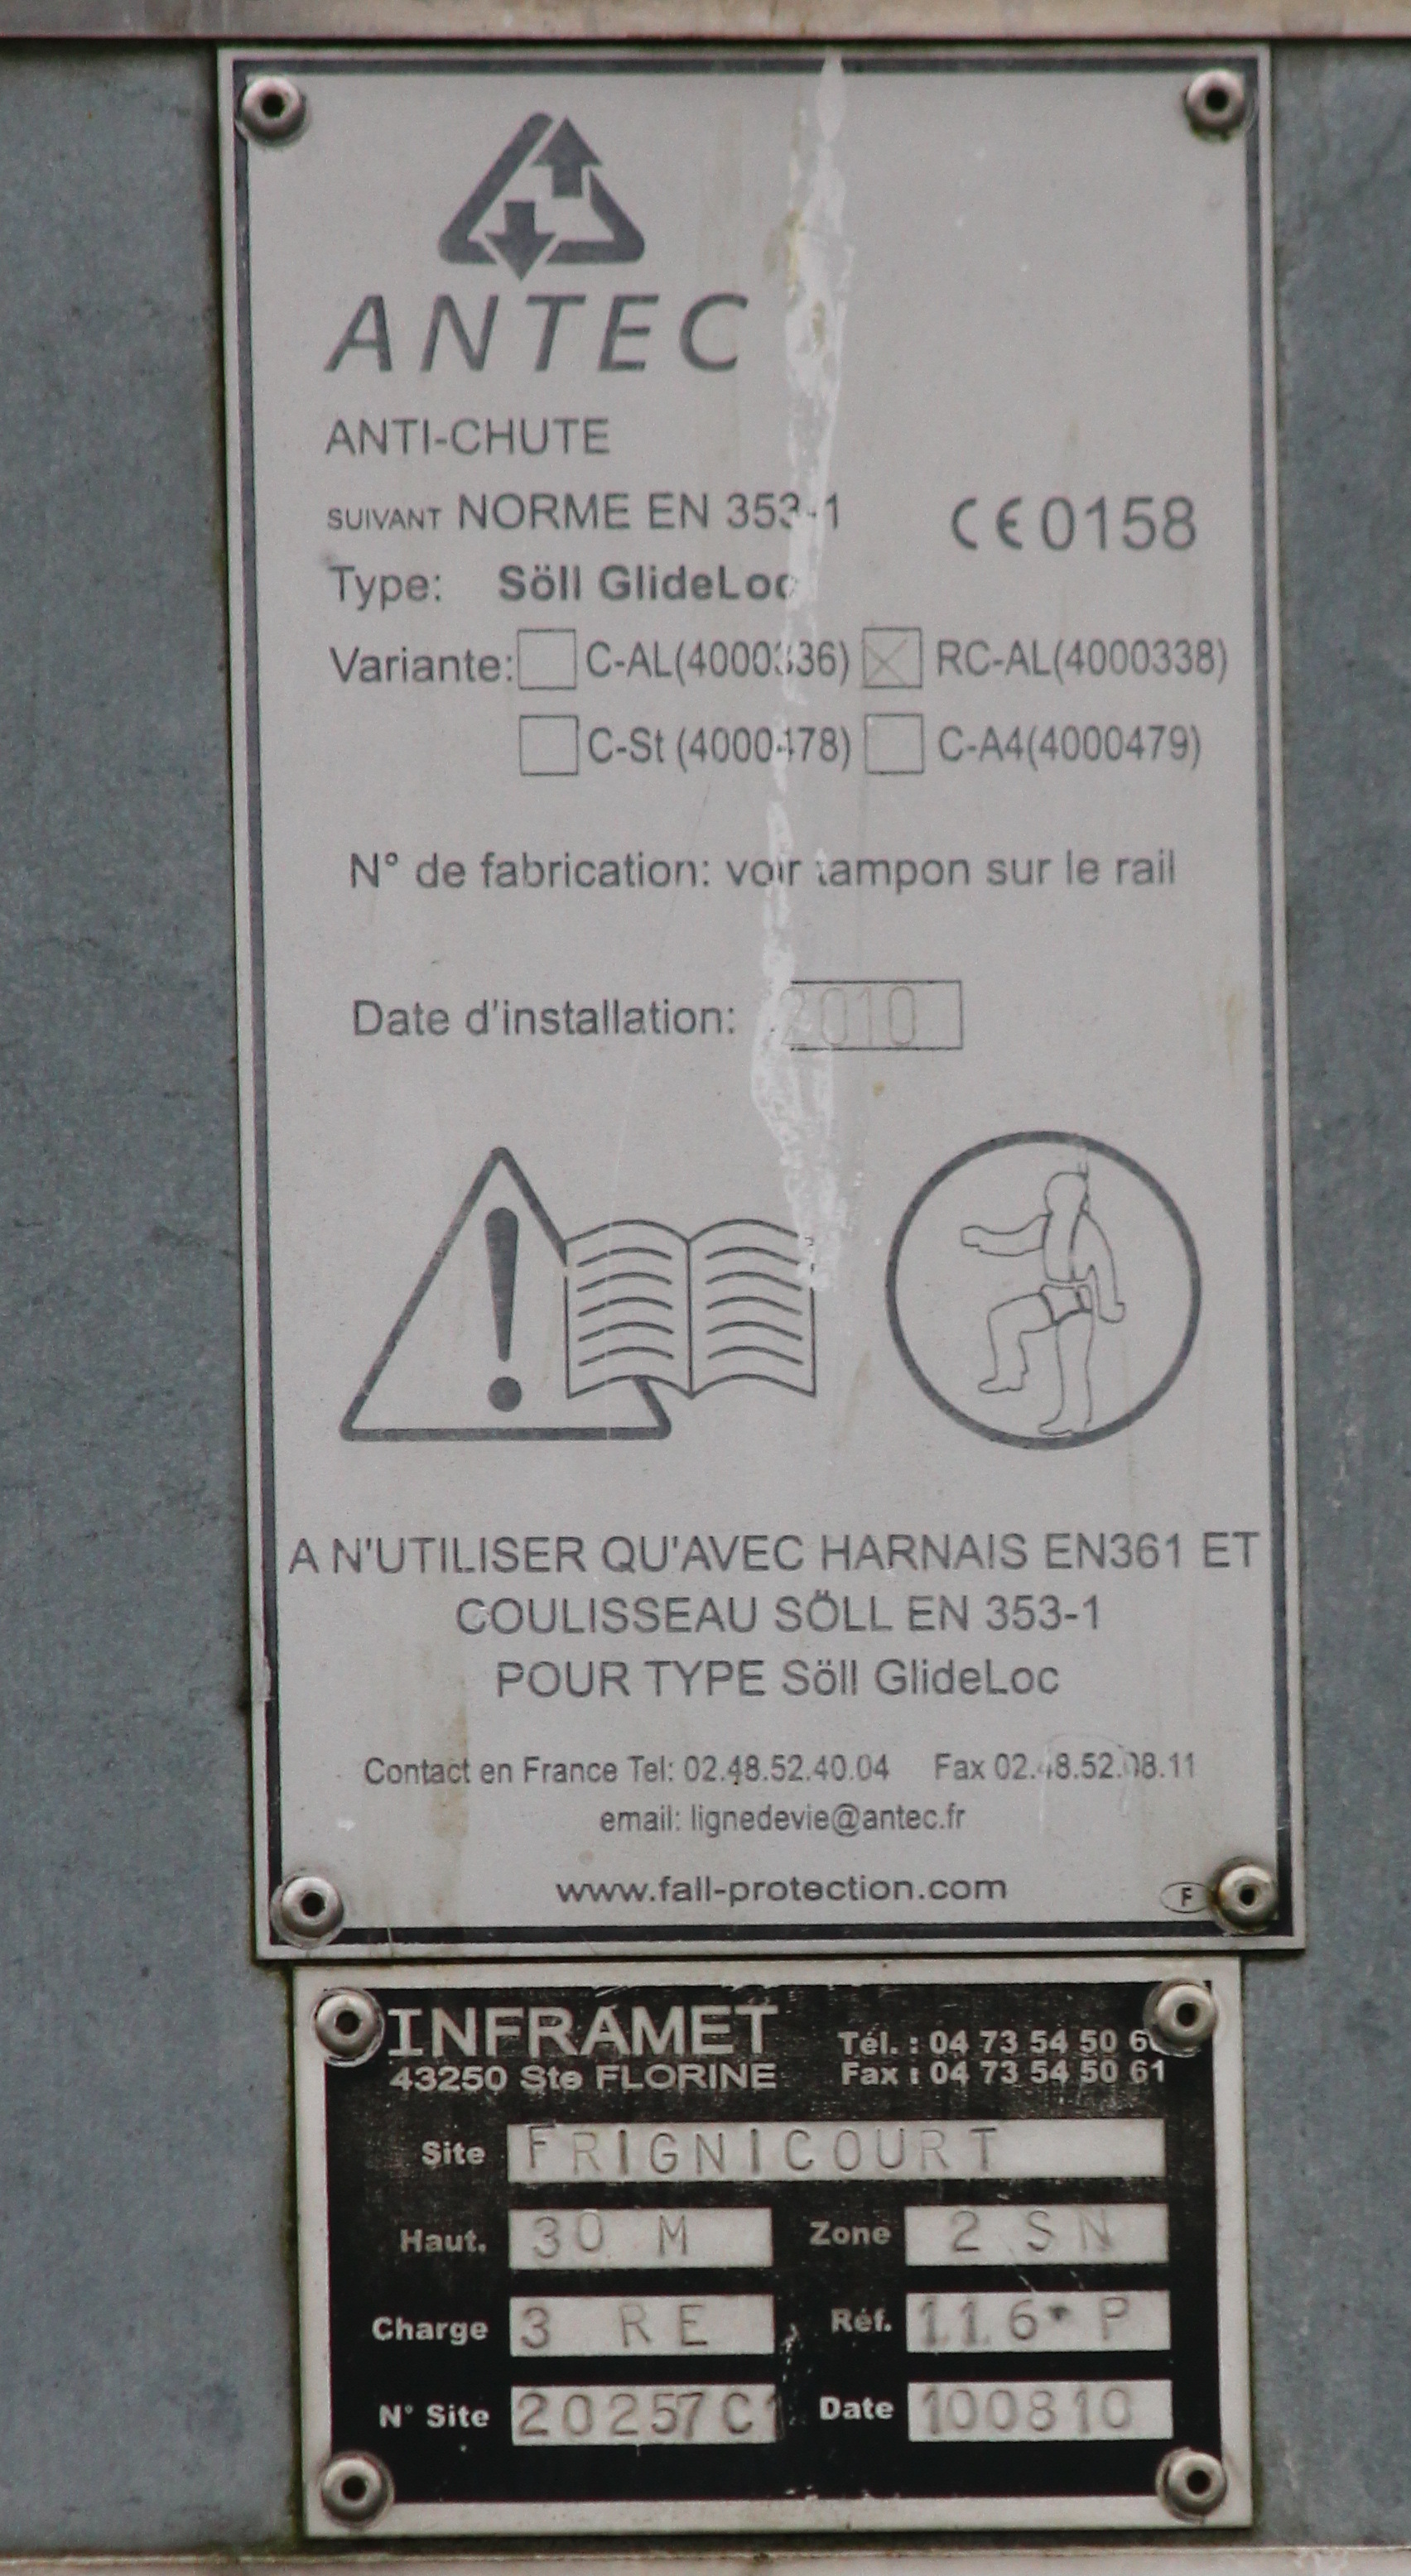 ANTEC
ANTI-CHUTE
SUIVANT NORME EN 353-1 CE 0158
Type: Söll GlideLoc
Variante: C-AL(4000336) RC-AL(4000338)
C-St (4000478) C-A4(4000479)
N° de fabrication: voir tampon sur le rail
Date d'installation: 2010
A N'UTILISER QU'AVEC HARNAIS EN361 ET
COULISSEAU SÖLL EN 353-1
POUR TYPE Söll GlideLoc
Contact en France Tel: 02.48.52.40.04 Fax 02.48.52.08.11
email: lignedevie@antec.fr
www.fall-protection.com
F
INFRAMET Tél. : 04 73 54 50
43250 Ste FLORINE Fax : 04 73 54 50 61
Site FRIGNICOURT
Haut. 30 M Zone 2 SN
Charge 3 RE Réf. 116 P
N° Site 20257C1 Date 100810